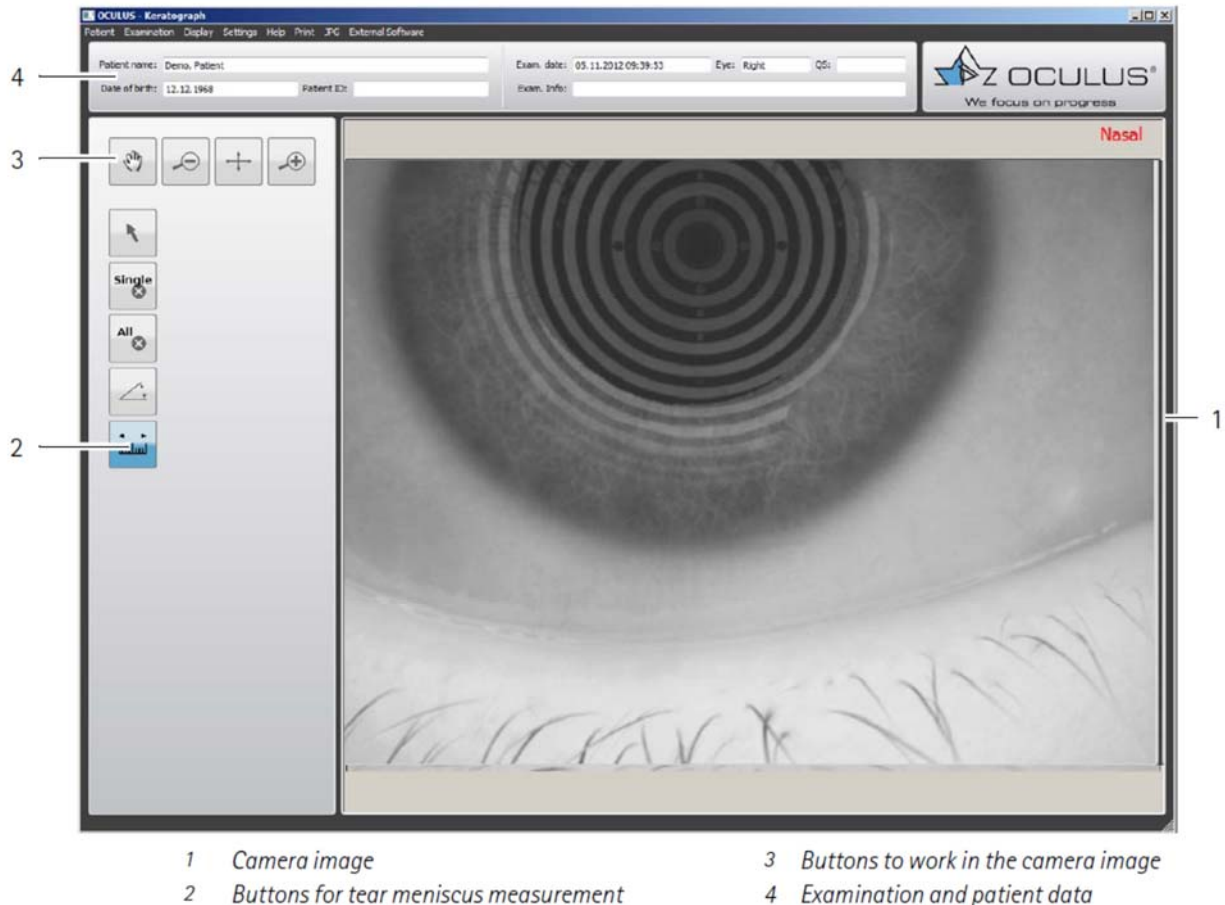 OCULUS - Keratograph
Patient Examination Display Settings Help Print JPG External Software
Patient name: Demo, Patient Exam. date: 05.11.2012 09:39:53 Eye: Right QS:
4
Date of birth: 12.12.1968 Patient ID: Exam. Info:
OCULUS®
We focus on progress
Nasal
3
Single
All
1
2
1 Camera image
2 Buttons for tear meniscus measurement
3 Buttons to work in the camera image
4 Examination and patient data